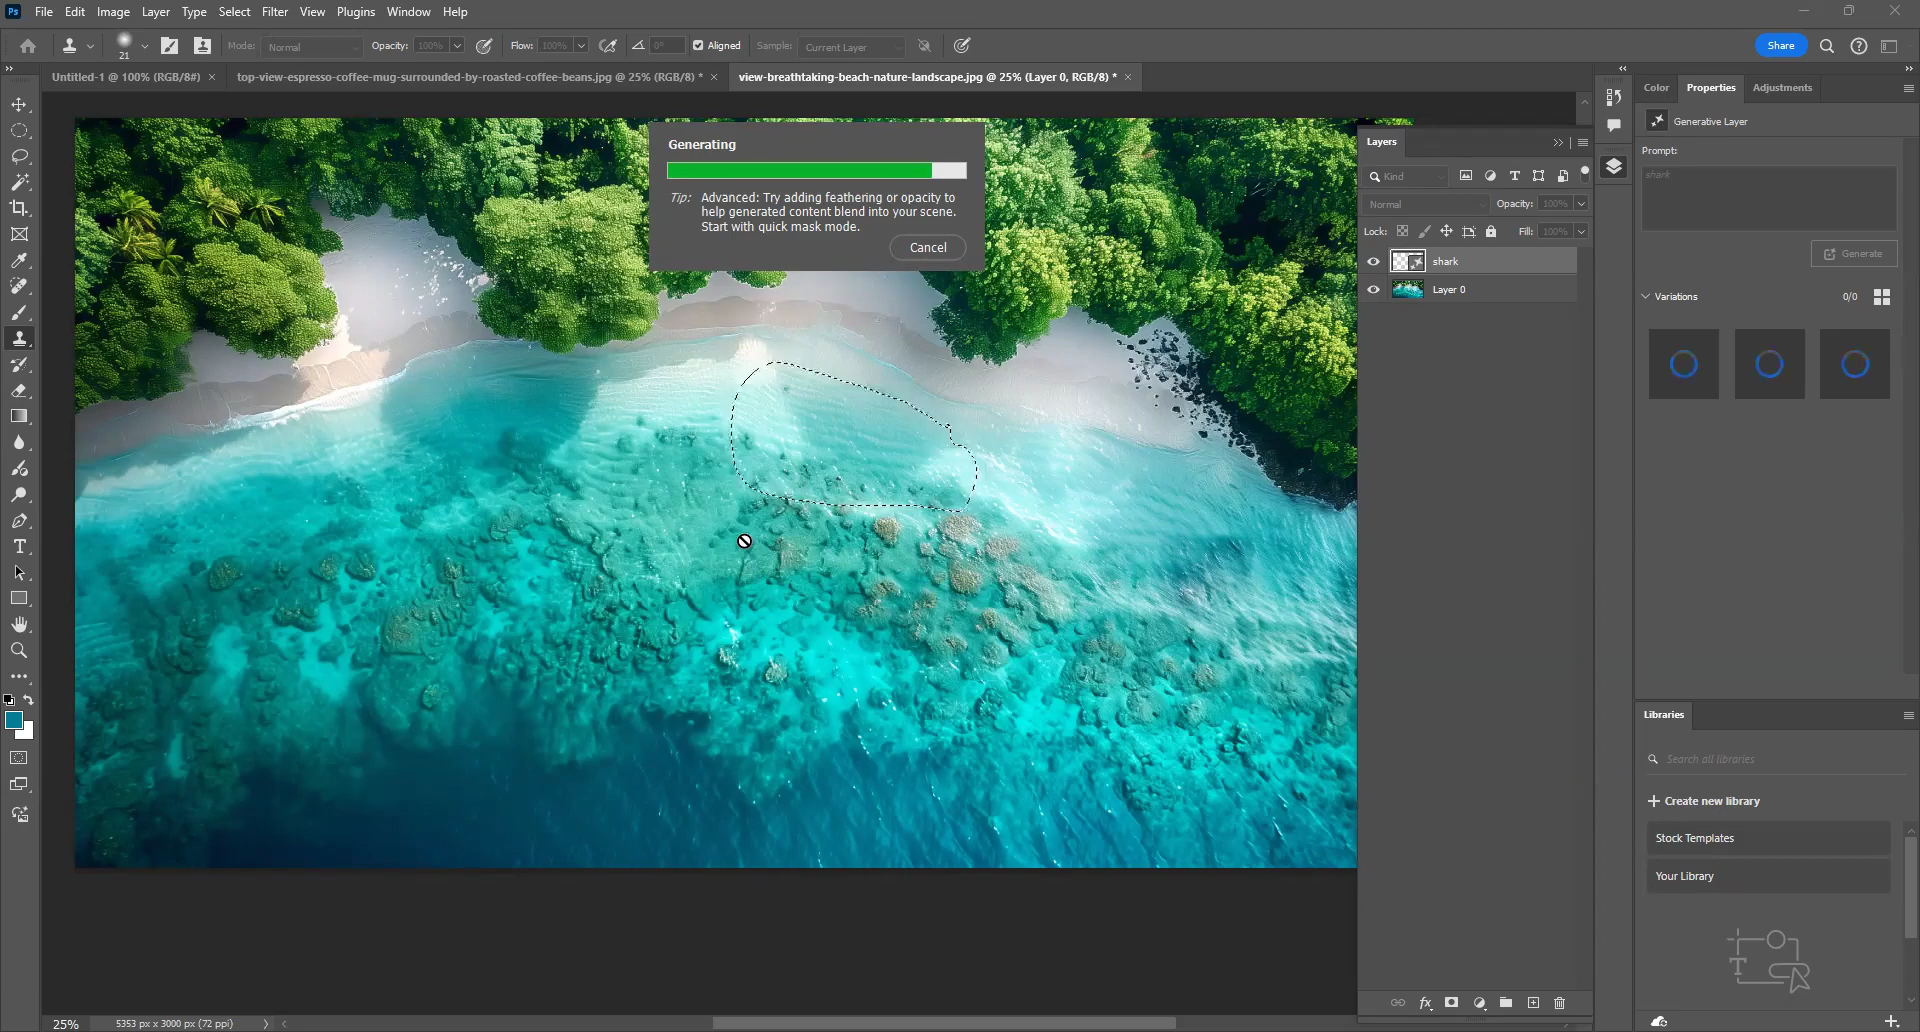 Ps File Edit Image Layer Type Select Filter View Plugins Window Help
21 Mode: Normal Opacity: 100% Flow: 100% 0° Aligned Sample: Current Layer Share
Untitled-1 @ 100% (RGB/8#) × top-view-espresso-coffee-mug-surrounded-by-roasted-coffee-beans.jpg @ 25% (RGB/8) * × view-breathtaking-beach-nature-landscape.jpg @ 25% (Layer 0, RGB/8) * ×
Generating
Tip: Advanced: Try adding feathering or opacity to
help generated content blend into your scene.
Start with quick mask mode.
Cancel
Layers
Kind
Normal Opacity: 100%
Lock: Fill: 100%
shark
Layer 0
Color Properties Adjustments
Generative Layer
Prompt:
shark
Generate
Variations 0/0
Libraries
Search all libraries
Create new library
Stock Templates
Your Library
25% 5353 px x 3000 px (72 ppi)